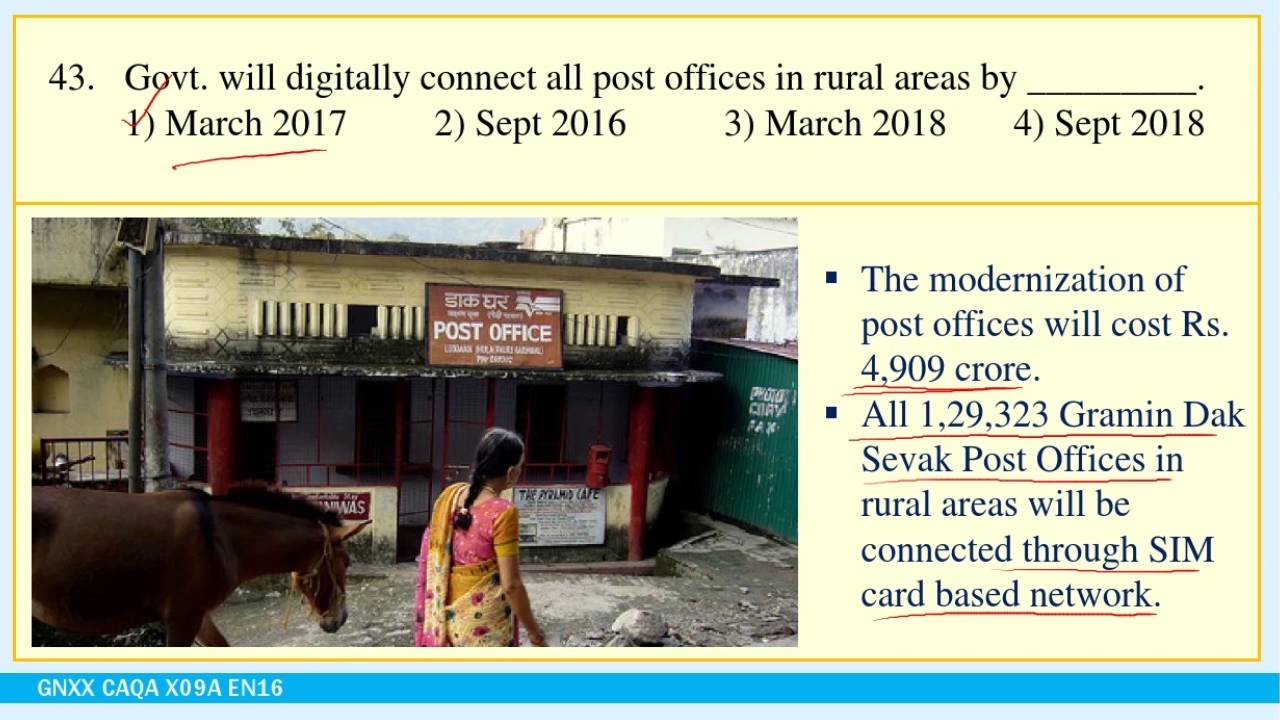 43. Govt. will digitally connect all post offices in rural areas by _________.
1) March 2017 2) Sept 2016 3) March 2018 4) Sept 2018
डाक घर
POST OFFICE
THE PYRAMID CAFE
▪ The modernization of
post offices will cost Rs.
4,909 crore.
▪ All 1,29,323 Gramin Dak
Sevak Post Offices in
rural areas will be
connected through SIM
card based network.
GNXX CAQA X09A EN16